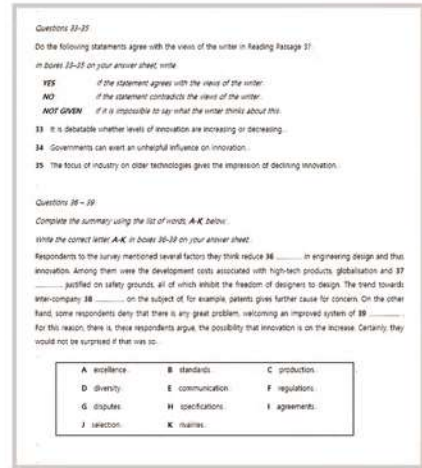 Questions 33-35
Do the following statements agree with the views of the writer in Reading Passage 3?
In boxes 33-35 on your answer sheet, write
YES if the statement agrees with the views of the writer
NO if the statement contradicts the views of the writer
NOT GIVEN if it is impossible to say what the writer thinks about this
33 It is debatable whether levels of innovation are increasing or decreasing.
34 Governments can exert an unhelpful influence on innovation.
35 The focus of industry on older technologies gives the impression of declining innovation.
Questions 36 – 39
Complete the summary using the list of words, A-K, below.
Write the correct letter A-K, in boxes 36-39 on your answer sheet.
Respondents to the survey mentioned several factors they think reduce 36 .......... in engineering design and thus
innovation. Among them were the development costs associated with high-tech products, globalisation and 37
.......... justified on safety grounds, all of which inhibit the freedom of designers to design. The trend towards
inter-company 38 .......... on the subject of, for example, patents gives further cause for concern. On the other
hand, some respondents deny that there is any great problem, welcoming an improved system of 39 ..........
For this reason, there is, these respondents argue, the possibility that innovation is on the increase. Certainly, they
would not be surprised if that was so.
A excellence. B standards. C production.
D diversity. E communication. F regulations.
G disputes. H specifications. I agreements.
J selection. K rivalries.